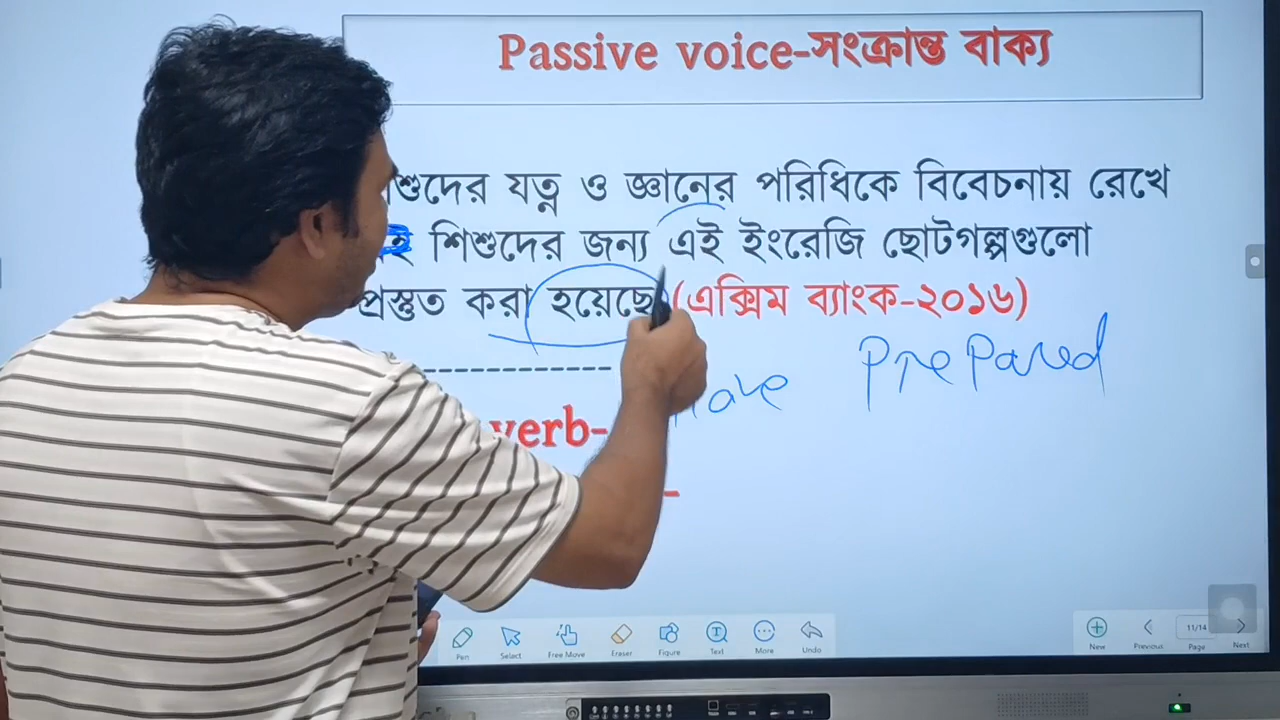 Passive voice-সংক্রান্ত বাক্য
শুদের যত্ন ও জ্ঞানের পরিধিকে বিবেচনায় রেখে
শিশুদের জন্য এই ইংরেজি ছোটগল্পগুলো
প্রস্তুত করা হয়েছে (এক্সিম ব্যাংক-২০১৬)
Prepared
verb-
Pen Select Free Move Eraser Figure Text More Undo New Previous Page Next
11/14